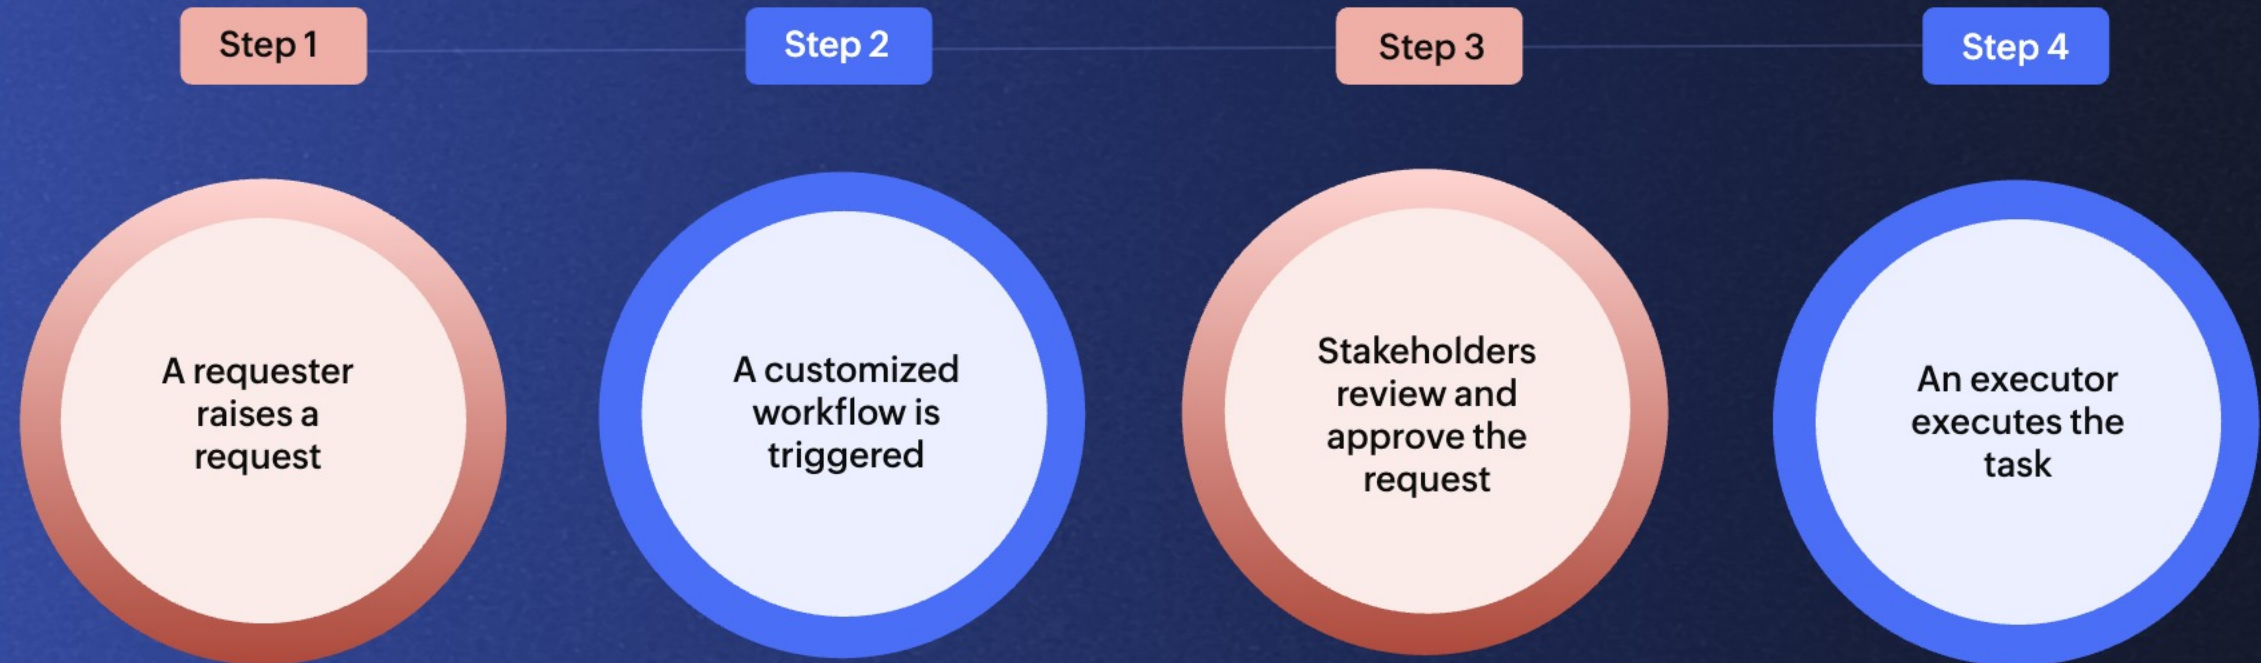 Step 1
Step 2
Step 3
Step 4
A requester
raises a
request
A customized
workflow is
triggered
Stakeholders
review and
approve the
request
An executor
executes the
task